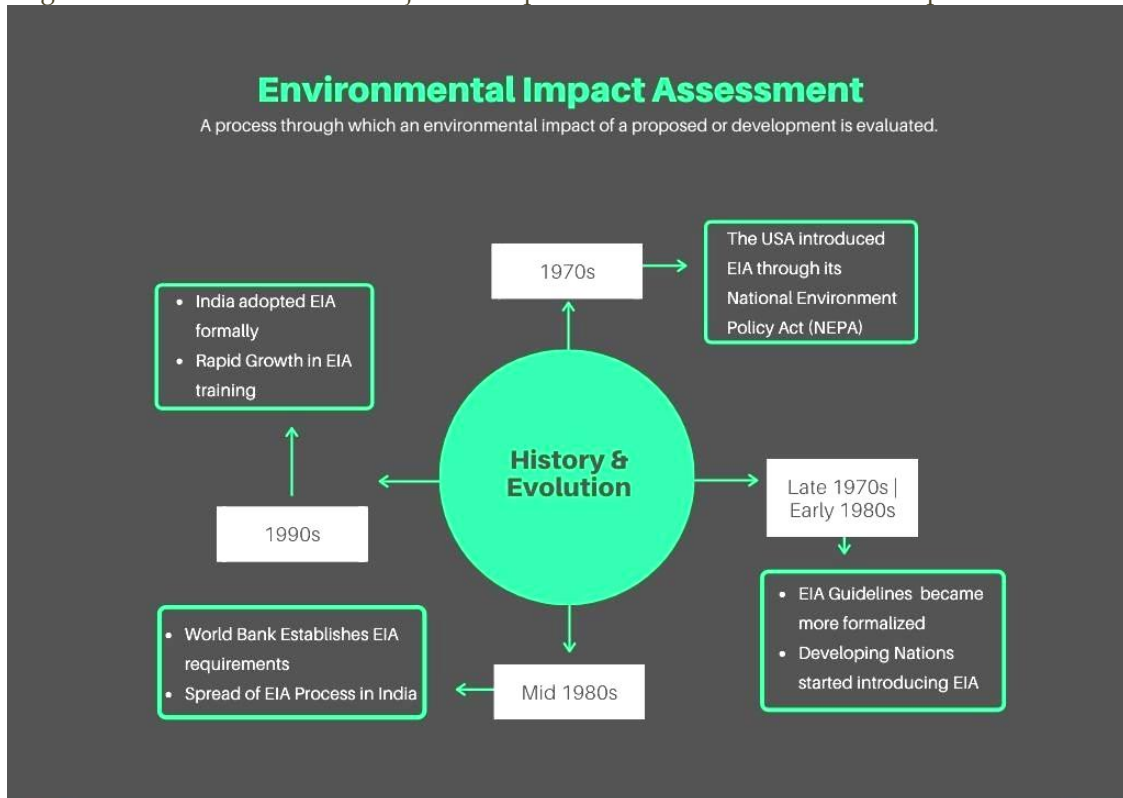 Environmental Impact Assessment
A process through which an environmental impact of a proposed or development is evaluated.
1970s
The USA introduced
EIA through its
National Environment
Policy Act (NEPA)
• India adopted EIA
formally
• Rapid Growth in EIA
training
History &
Evolution
Late 1970s |
Early 1980s
1990s
• EIA Guidelines became
more formalized
• Developing Nations
started introducing EIA
• World Bank Establishes EIA
requirements
• Spread of EIA Process in India
Mid 1980s